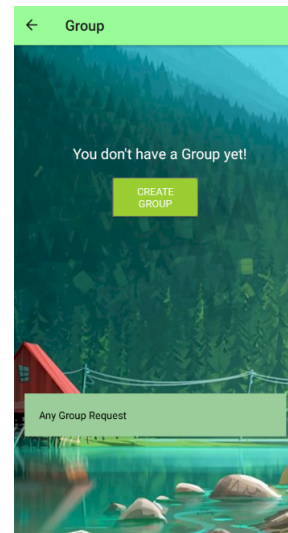 Group
You don't have a Group yet!
CREATE
GROUP
Any Group Request